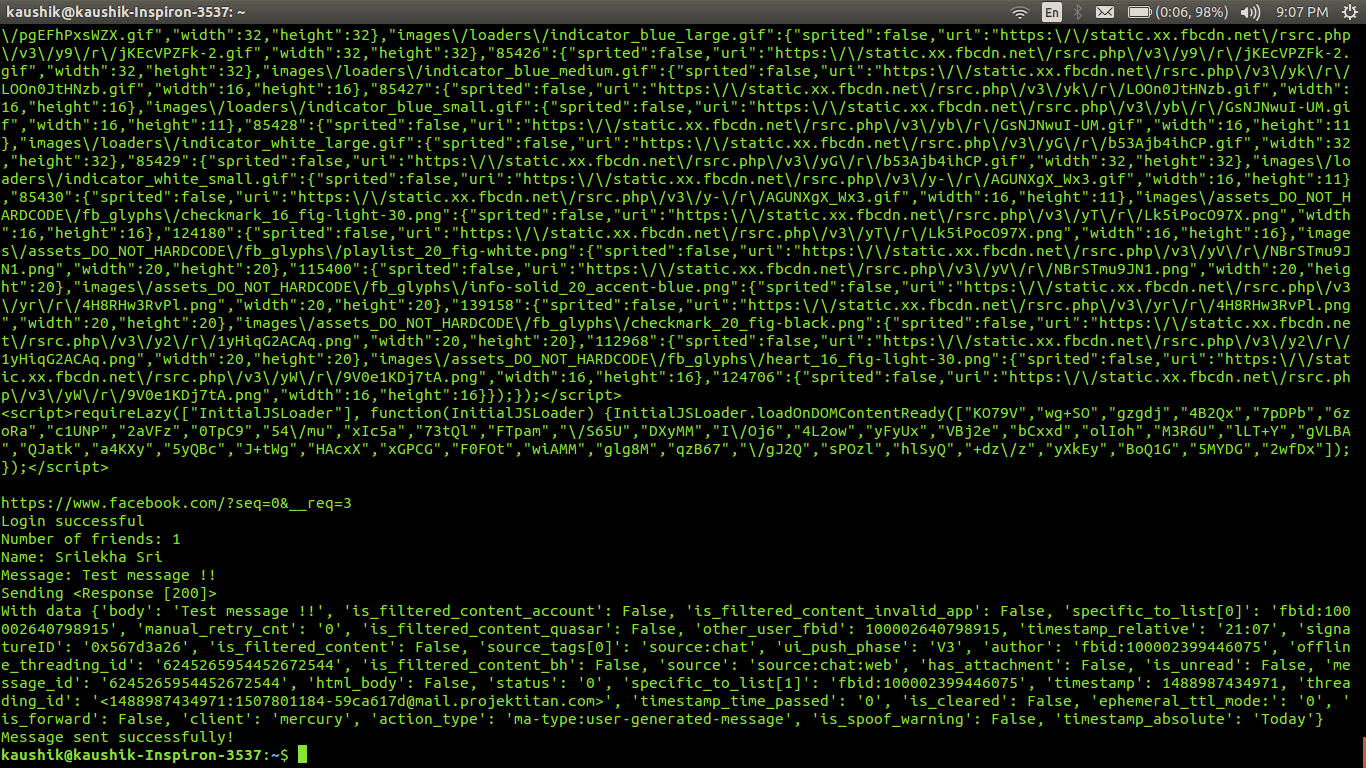 kaushik@kaushik-Inspiron-3537: ~
En
(0:06, 98%)
9:07 PM
\/pgEFhPxsWZX.gif","width":32,"height":32},"images\/loaders\/indicator_blue_large.gif":{"sprited":false,"uri":"https:\/\/static.xx.fbcdn.net\/rsrc.php
\/v3\/y9\/r\/jKEcVPZFk-2.gif","width":32,"height":32},"85426":{"sprited":false,"uri":"https:\/\/static.xx.fbcdn.net\/rsrc.php\/v3\/y9\/r\/jKEcVPZFk-2.
gif","width":32,"height":32},"images\/loaders\/indicator_blue_medium.gif":{"sprited":false,"uri":"https:\/\/static.xx.fbcdn.net\/rsrc.php\/v3\/yk\/r\/
LOOn0JtHNzb.gif","width":16,"height":16},"85427":{"sprited":false,"uri":"https:\/\/static.xx.fbcdn.net\/rsrc.php\/v3\/yk\/r\/LOOn0JtHNzb.gif","width":
16,"height":16},"images\/loaders\/indicator_blue_small.gif":{"sprited":false,"uri":"https:\/\/static.xx.fbcdn.net\/rsrc.php\/v3\/yb\/r\/GsNJNwuI-UM.gi
f","width":16,"height":11},"85428":{"sprited":false,"uri":"https:\/\/static.xx.fbcdn.net\/rsrc.php\/v3\/yb\/r\/GsNJNwuI-UM.gif","width":16,"height":11
},"images\/loaders\/indicator_white_large.gif":{"sprited":false,"uri":"https:\/\/static.xx.fbcdn.net\/rsrc.php\/v3\/yG\/r\/b53Ajb4ihCP.gif","width":32
,"height":32},"85429":{"sprited":false,"uri":"https:\/\/static.xx.fbcdn.net\/rsrc.php\/v3\/yG\/r\/b53Ajb4ihCP.gif","width":32,"height":32},"images\/lo
aders\/indicator_white_small.gif":{"sprited":false,"uri":"https:\/\/static.xx.fbcdn.net\/rsrc.php\/v3\/y-\/r\/AGUNXgX_Wx3.gif","width":16,"height":11}
,"85430":{"sprited":false,"uri":"https:\/\/static.xx.fbcdn.net\/rsrc.php\/v3\/y-\/r\/AGUNXgX_Wx3.gif","width":16,"height":11},"images\/assets_DO_NOT_H
ARDCODE\/fb_glyphs\/checkmark_16_fig-light-30.png":{"sprited":false,"uri":"https:\/\/static.xx.fbcdn.net\/rsrc.php\/v3\/yT\/r\/Lk5iPocO97X.png","width
":16,"height":16},"124180":{"sprited":false,"uri":"https:\/\/static.xx.fbcdn.net\/rsrc.php\/v3\/yT\/r\/Lk5iPocO97X.png","width":16,"height":16},"image
s\/assets_DO_NOT_HARDCODE\/fb_glyphs\/playlist_20_fig-white.png":{"sprited":false,"uri":"https:\/\/static.xx.fbcdn.net\/rsrc.php\/v3\/yV\/r\/NBrSTmu9J
N1.png","width":20,"height":20},"115400":{"sprited":false,"uri":"https:\/\/static.xx.fbcdn.net\/rsrc.php\/v3\/yV\/r\/NBrSTmu9JN1.png","width":20,"heig
ht":20},"images\/assets_DO_NOT_HARDCODE\/fb_glyphs\/info-solid_20_accent-blue.png":{"sprited":false,"uri":"https:\/\/static.xx.fbcdn.net\/rsrc.php\/v3
\/yr\/r\/4H8RHw3RvPl.png","width":20,"height":20},"139158":{"sprited":false,"uri":"https:\/\/static.xx.fbcdn.net\/rsrc.php\/v3\/yr\/r\/4H8RHw3RvPl.png
","width":20,"height":20},"images\/assets_DO_NOT_HARDCODE\/fb_glyphs\/checkmark_20_fig-black.png":{"sprited":false,"uri":"https:\/\/static.xx.fbcdn.ne
t\/rsrc.php\/v3\/y2\/r\/1yHiqG2ACAq.png","width":20,"height":20},"112968":{"sprited":false,"uri":"https:\/\/static.xx.fbcdn.net\/rsrc.php\/v3\/y2\/r\/
1yHiqG2ACAq.png","width":20,"height":20},"images\/assets_DO_NOT_HARDCODE\/fb_glyphs\/heart_16_fig-light-30.png":{"sprited":false,"uri":"https:\/\/stat
ic.xx.fbcdn.net\/rsrc.php\/v3\/yW\/r\/9V0e1KDj7tA.png","width":16,"height":16},"124706":{"sprited":false,"uri":"https:\/\/static.xx.fbcdn.net\/rsrc.ph
p\/v3\/yW\/r\/9V0e1KDj7tA.png","width":16,"height":16}});});</script>
<script>requireLazy(["InitialJSLoader"], function(InitialJSLoader) {InitialJSLoader.loadOnDOMContentReady(["KO79V","wg+SO","gzgdj","4B2Qx","7pDPb","6z
oRa","c1UNP","2aVFz","0TpC9","54\/mu","xIc5a","73tQl","FTpam","\/S65U","DXyMM","I\/Oj6","4L2ow","yFyUx","VBj2e","bCxxd","olIoh","M3R6U","lLT+Y","gVLBA
","QJatk","a4KXy","5yQBc","J+tWg","HAcxX","xGPCG","F0FOt","wiAMM","glg8M","qzB67","\/gJ2Q","sPOzl","hlSyQ","+dz\/z","yXkEy","BoQ1G","5MYDG","2wfDx"]);
});</script>
https://www.facebook.com/?seq=0&__req=3
Login successful
Number of friends: 1
Name: Srilekha Sri
Message: Test message !!
Sending <Response [200]>
With data {'body': 'Test message !!', 'is_filtered_content_account': False, 'is_filtered_content_invalid_app': False, 'specific_to_list[0]': 'fbid:100
002640798915', 'manual_retry_cnt': '0', 'is_filtered_content_quasar': False, 'other_user_fbid': 100002640798915, 'timestamp_relative': '21:07', 'signa
tureID': '0x567d3a26', 'is_filtered_content': False, 'source_tags[0]': 'source:chat', 'ui_push_phase': 'V3', 'author': 'fbid:100002399446075', 'offlin
e_threading_id': '6245265954452672544', 'is_filtered_content_bh': False, 'source': 'source:chat:web', 'has_attachment': False, 'is_unread': False, 'me
ssage_id': '6245265954452672544', 'html_body': False, 'status': '0', 'specific_to_list[1]': 'fbid:100002399446075', 'timestamp': 1488987434971, 'threa
ding_id': '<1488987434971:1507801184-59ca617d@mail.projektitan.com>', 'timestamp_time_passed': '0', 'is_cleared': False, 'ephemeral_ttl_mode:': '0', '
is_forward': False, 'client': 'mercury', 'action_type': 'ma-type:user-generated-message', 'is_spoof_warning': False, 'timestamp_absolute': 'Today'}
Message sent successfully!
kaushik@kaushik-Inspiron-3537:~$